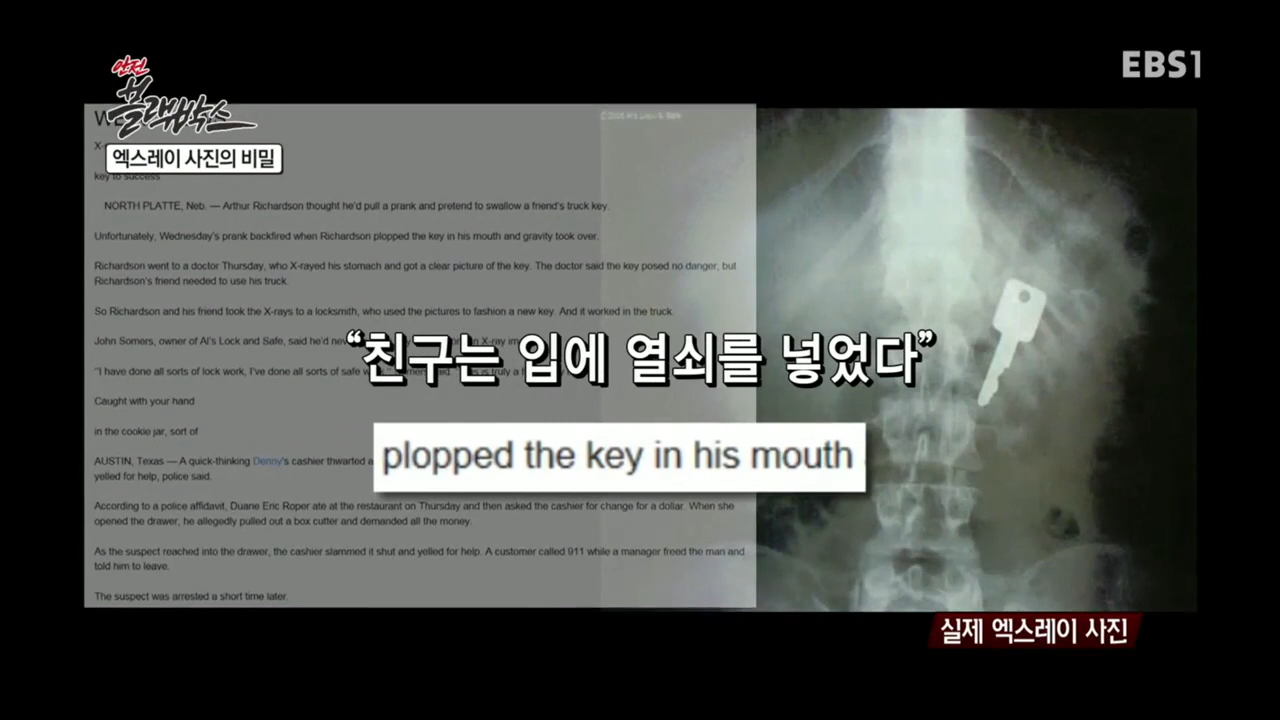 안전
블랙박스
EBS1
엑스레이 사진의 비밀
key to success
NORTH PLATTE, Neb. — Arthur Richardson thought he'd pull a prank and pretend to swallow a friend's truck key.
Unfortunately, Wednesday's prank backfired when Richardson plopped the key in his mouth and gravity took over.
Richardson went to a doctor Thursday, who X-rayed his stomach and got a clear picture of the key. The doctor said the key posed no danger, but
Richardson's friend needed to use his truck.
So Richardson and his friend took the X-rays to a locksmith, who used the pictures to fashion a new key. And it worked in the truck.
John Somers, owner of Al's Lock and Safe, said he'd
"친구는 입에 열쇠를 넣었다"
"I have done all sorts of lock work, I've done all sorts of safe
Caught with your hand
in the cookie jar, sort of
AUSTIN, Texas — A quick-thinking Denny's cashier thwarted
plopped the key in his mouth
yelled for help, police said.
According to a police affidavit, Duane Eric Roper ate at the restaurant on Thursday and then asked the cashier for change for a dollar. When she
opened the drawer, he allegedly pulled out a box cutter and demanded all the money.
As the suspect reached into the drawer, the cashier slammed it shut and yelled for help. A customer called 911 while a manager freed the man and
told him to leave.
The suspect was arrested a short time later.
실제 엑스레이 사진